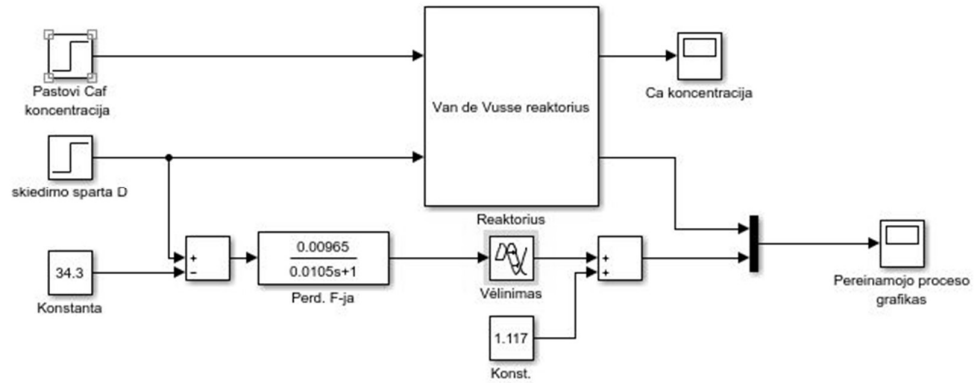 Pastovi Caf
koncentracija
Van de Vusse reaktorius
Ca koncentracija
skiedimo sparta D
Reaktorius
+
−
34.3
Konstanta
0.00965
0.0105s+1
Perd. F-ja
Vėlinimas
+
+
1.117
Konst.
Pereinamojo proceso
grafikas